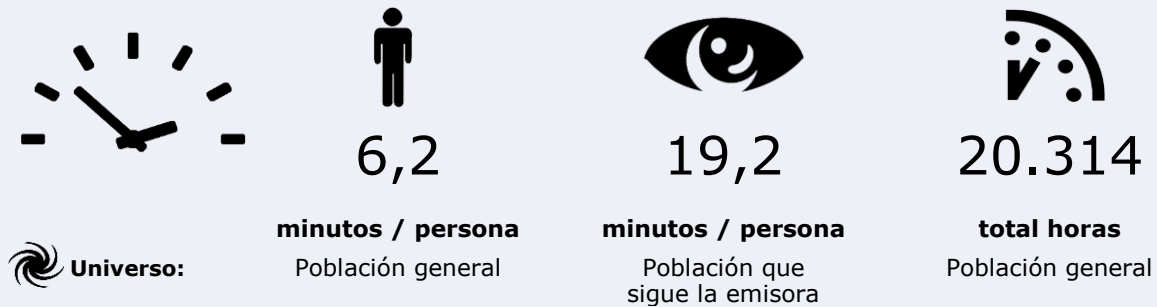 6,2
19,2
20.314
minutos / persona
minutos / persona
total horas
Universo:
Población general
Población que
sigue la emisora
Población general